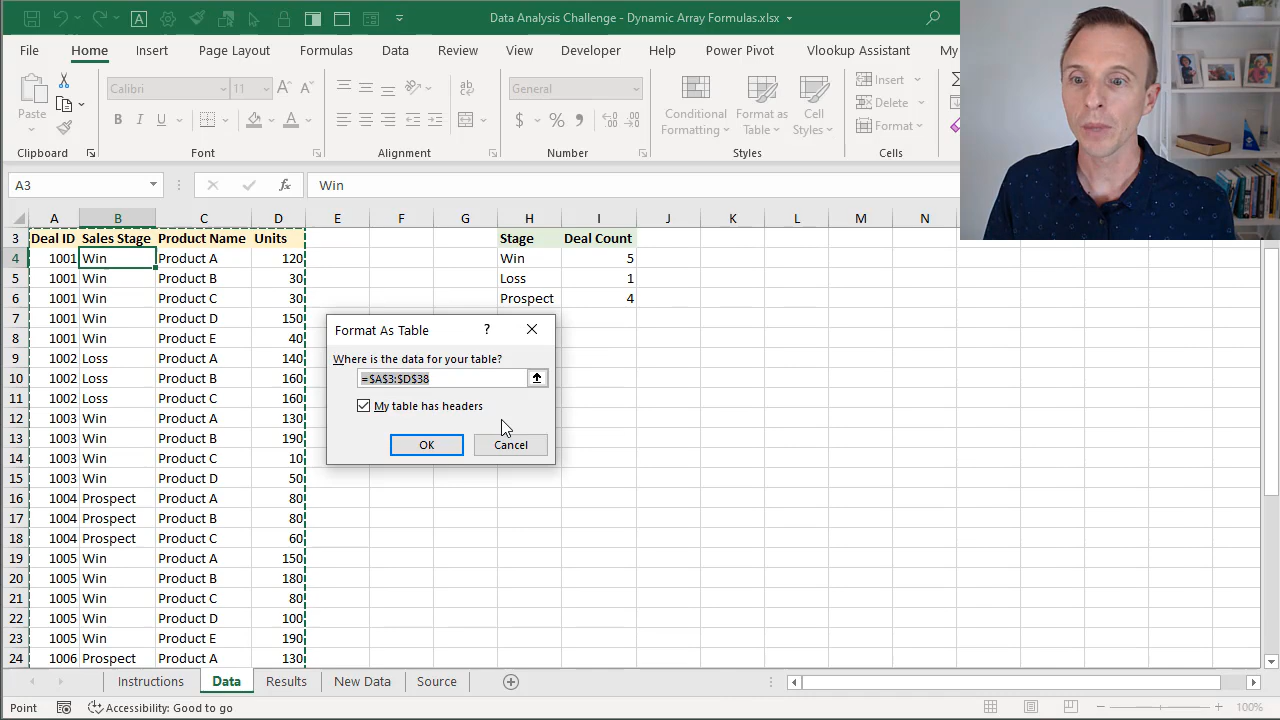 Data Analysis Challenge - Dynamic Array Formulas.xlsx
File Home Insert Page Layout Formulas Data Review View Developer Help Power Pivot Vlookup Assistant My
Paste
Clipboard
Calibri 11
B I U
Font
Alignment
General
$ % 9
Number
Conditional Formatting
Format as Table
Cell Styles
Styles
Insert
Delete
Format
Cells
A3 fx Win
A B C D E F G H I J K L M N
3 Deal ID Sales Stage Product Name Units Stage Deal Count
4 1001 Win Product A 120 Win 5
5 1001 Win Product B 30 Loss 1
6 1001 Win Product C 30 Prospect 4
7 1001 Win Product D 150
8 1001 Win Product E 40
9 1002 Loss Product A 140
10 1002 Loss Product B 160
11 1002 Loss Product C 160
12 1003 Win Product A 130
13 1003 Win Product B 190
14 1003 Win Product C 10
15 1003 Win Product D 50
16 1004 Prospect Product A 80
17 1004 Prospect Product B 80
18 1004 Prospect Product C 60
19 1005 Win Product A 150
20 1005 Win Product B 180
21 1005 Win Product C 80
22 1005 Win Product D 100
23 1005 Win Product E 190
24 1006 Prospect Product A 130
Format As Table ?
Where is the data for your table?
=$A$3:$D$38
My table has headers
OK Cancel
Instructions Data Results New Data Source
Point Accessibility: Good to go 100%